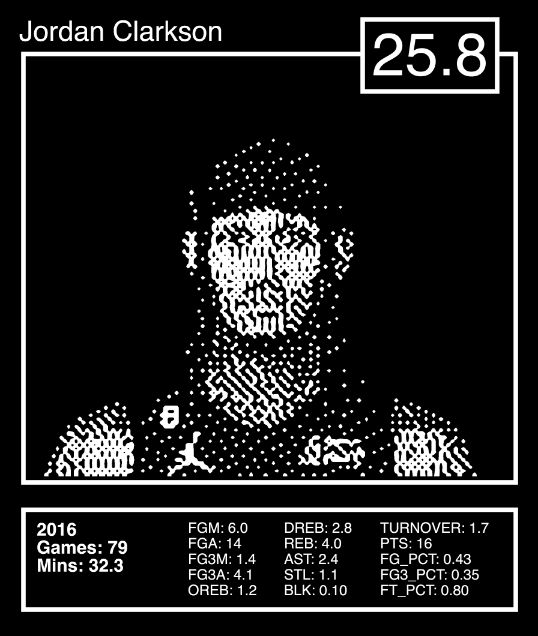 Jordan Clarkson
25.8
2016
Games: 79
Mins: 32.3
FGM: 6.0
FGA: 14
FG3M: 1.4
FG3A: 4.1
OREB: 1.2
DREB: 2.8
REB: 4.0
AST: 2.4
STL: 1.1
BLK: 0.10
TURNOVER: 1.7
PTS: 16
FG_PCT: 0.43
FG3_PCT: 0.35
FT_PCT: 0.80